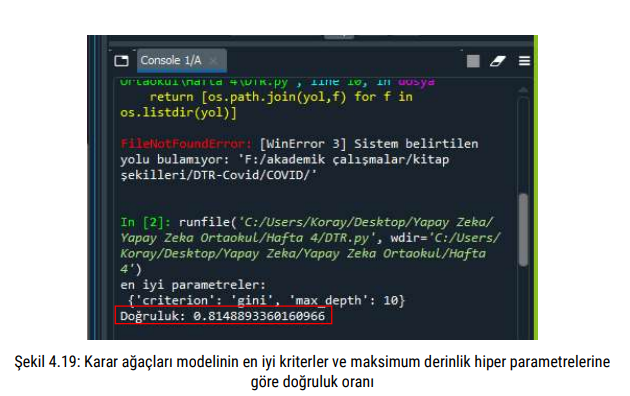 Console 1/A
Ortaokul\Hafta 4\DTR.py", line 10, in dosya
return [os.path.join(yol,f) for f in
os.listdir(yol)]
FileNotFoundError: [WinError 3] Sistem belirtilen
yolu bulamıyor: 'F:/akademik çalışmalar/kitap
şekilleri/DTR-Covid/COVID/'
In [2]: runfile('C:/Users/Koray/Desktop/Yapay Zeka/
Yapay Zeka Ortaokul/Hafta 4/DTR.py', wdir='C:/Users/
Koray/Desktop/Yapay Zeka/Yapay Zeka Ortaokul/Hafta
4')
en iyi parametreler:
{'criterion': 'gini', 'max_depth': 10}
Doğruluk: 0.8148893360160966
Şekil 4.19: Karar ağaçları modelinin en iyi kriterler ve maksimum derinlik hiper parametrelerine
göre doğruluk oranı